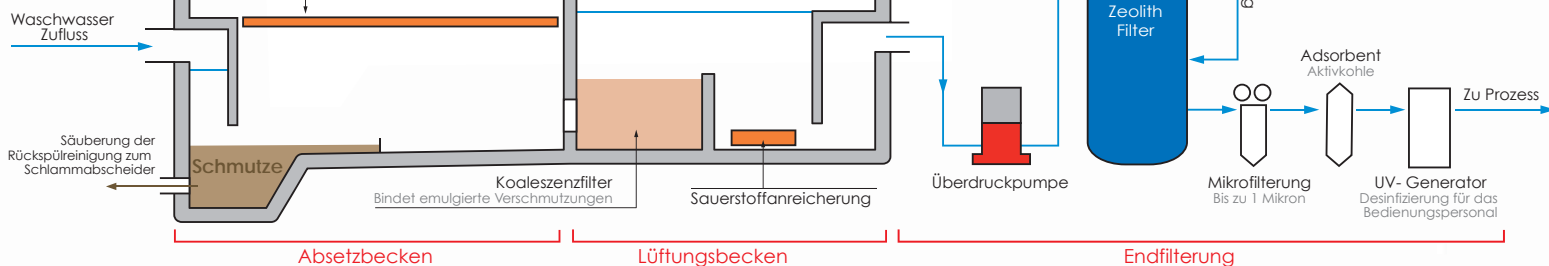 Waschwasser
Zufluss
Zeolith
Filter
g
Adsorbent
Aktivkohle
Zu Prozess
Säuberung der
Rückspülreinigung zum
Schlammabscheider
Schmutze
Koaleszenzfilter
Bindet emulgierte Verschmutzungen
Sauerstoffanreicherung
Überdruckpumpe
Mikrofilterung
Bis zu 1 Mikron
UV- Generator
Desinfizierung für das
Bedienungspersonal
Absetzbecken
Lüftungsbecken
Endfilterung